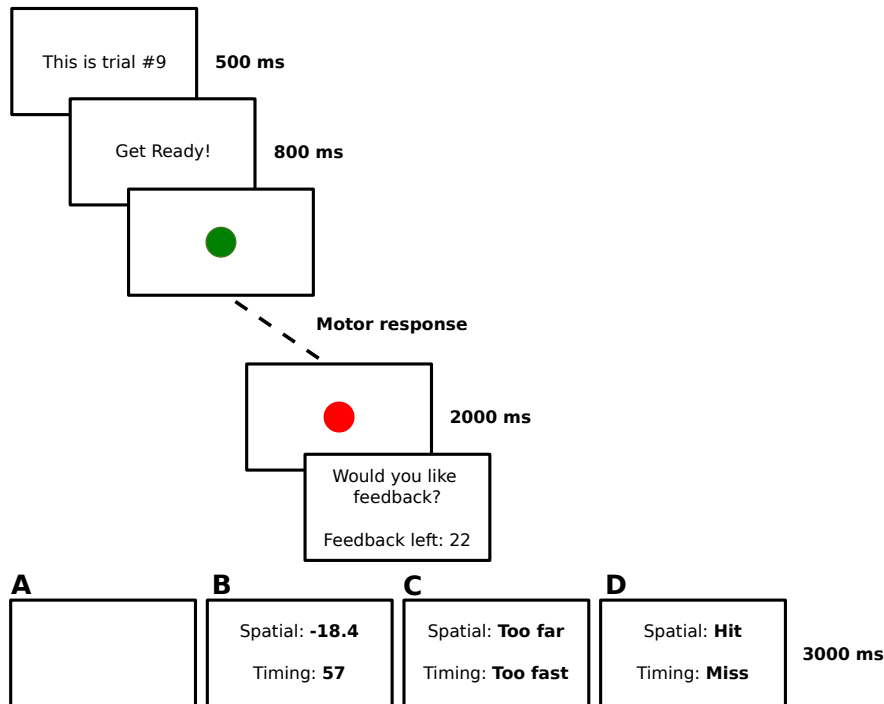 This is trial #9
500 ms
Get Ready!
800 ms
Motor response
2000 ms
Would you like
feedback?
Feedback left: 22
A
B
C
D
Spatial: -18.4
Timing: 57
Spatial: Too far
Timing: Too fast
Spatial: Hit
Timing: Miss
3000 ms